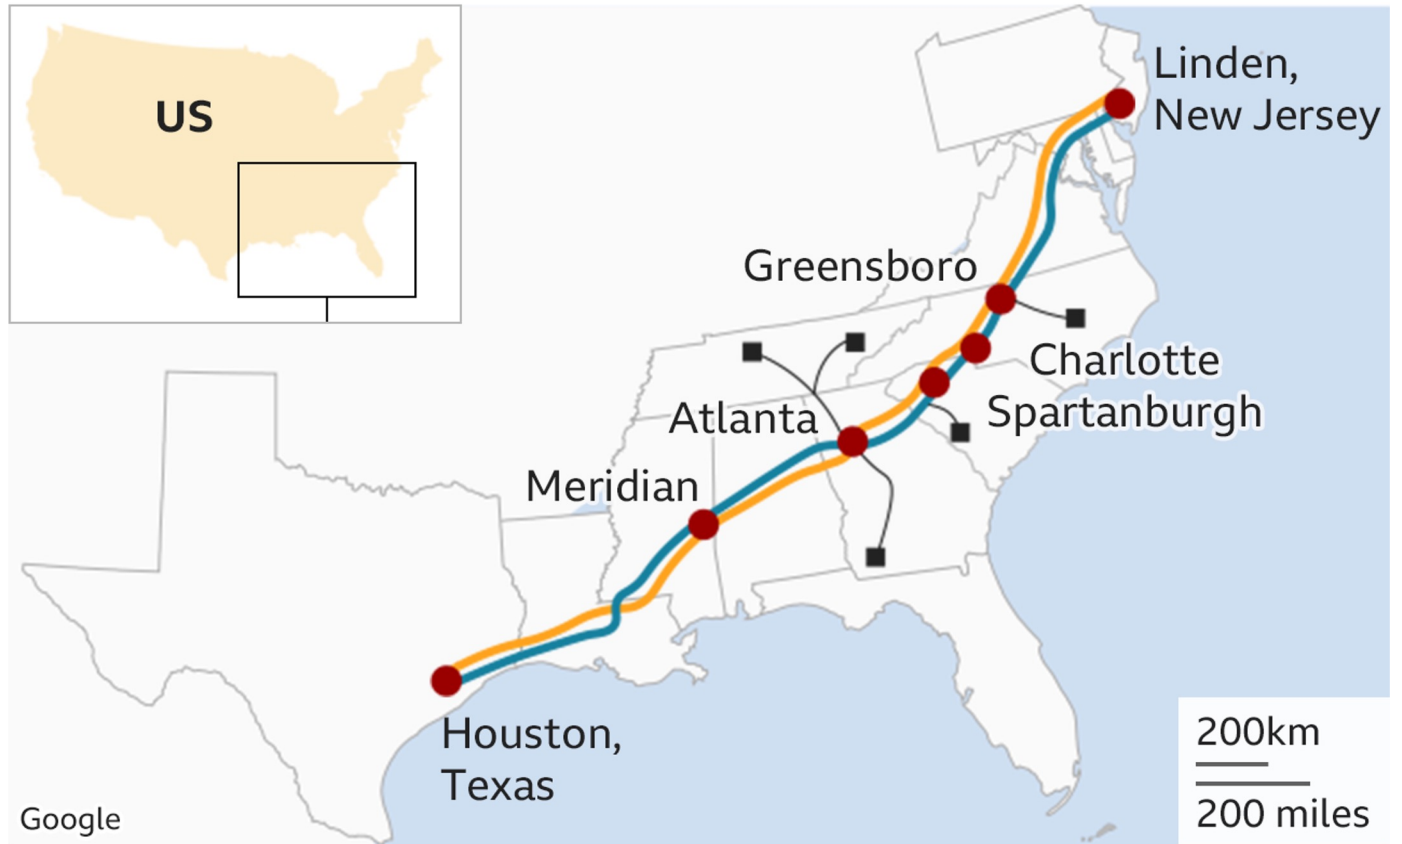 US
Linden,
New Jersey
Greensboro
Charlotte
Spartanburgh
Atlanta
Meridian
Houston,
Texas
200km
200 miles
Google